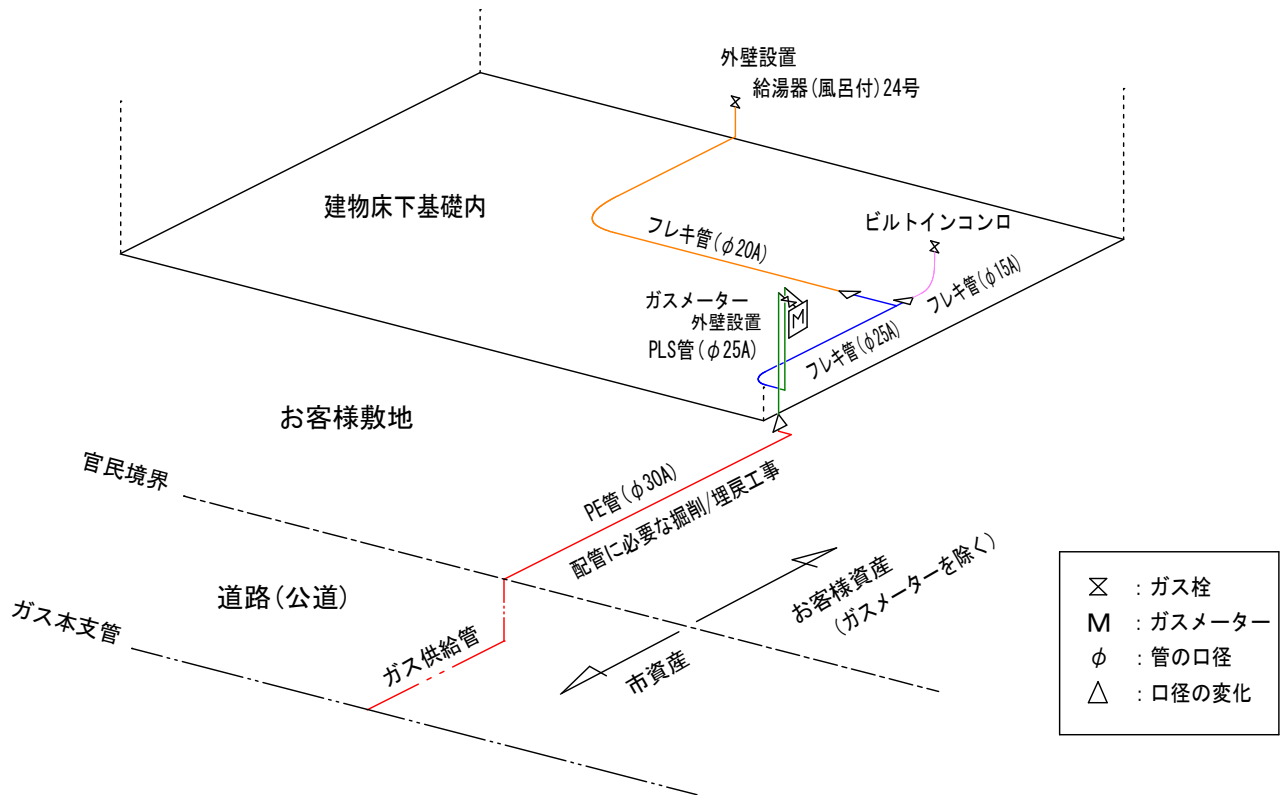 外壁設置
給湯器(風呂付)24号
建物床下基礎内
フレキ管(φ20A)
ビルトインコンロ
ガスメーター
外壁設置
M
フレキ管(φ15A)
PLS管(φ25A)
フレキ管(φ25A)
お客様敷地
官民境界
PE管(φ30A)
配管に必要な掘削/埋戻工事
道路(公道)
ガス本支管
ガス供給管
お客様資産
(ガスメーターを除く)
市資産
:ガス栓
M :ガスメーター
φ :管の口径
△ :口径の変化